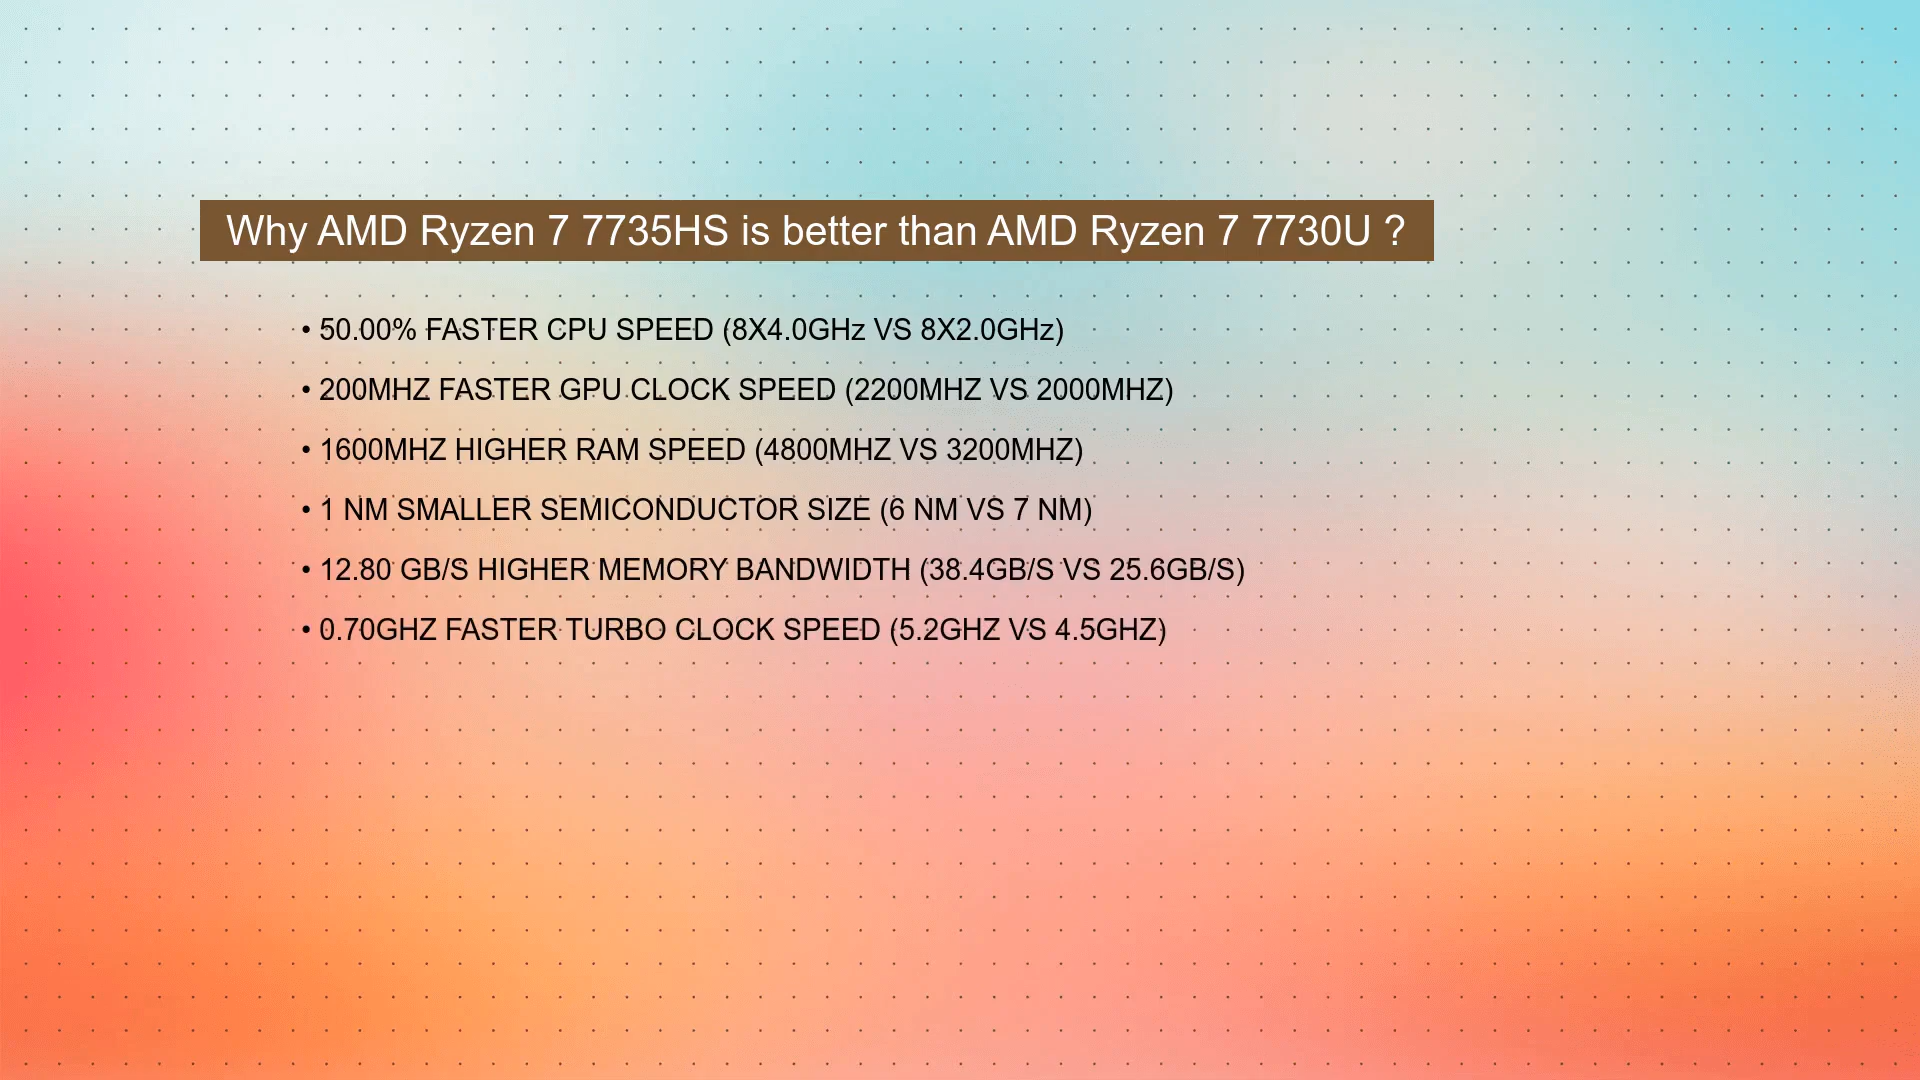 Why AMD Ryzen 7 7735HS is better than AMD Ryzen 7 7730U ?
• 50.00% FASTER CPU SPEED (8X4.0GHz VS 8X2.0GHz)
• 200MHZ FASTER GPU CLOCK SPEED (2200MHZ VS 2000MHZ)
• 1600MHZ HIGHER RAM SPEED (4800MHZ VS 3200MHZ)
• 1 NM SMALLER SEMICONDUCTOR SIZE (6 NM VS 7 NM)
• 12.80 GB/S HIGHER MEMORY BANDWIDTH (38.4GB/S VS 25.6GB/S)
• 0.70GHZ FASTER TURBO CLOCK SPEED (5.2GHZ VS 4.5GHZ)